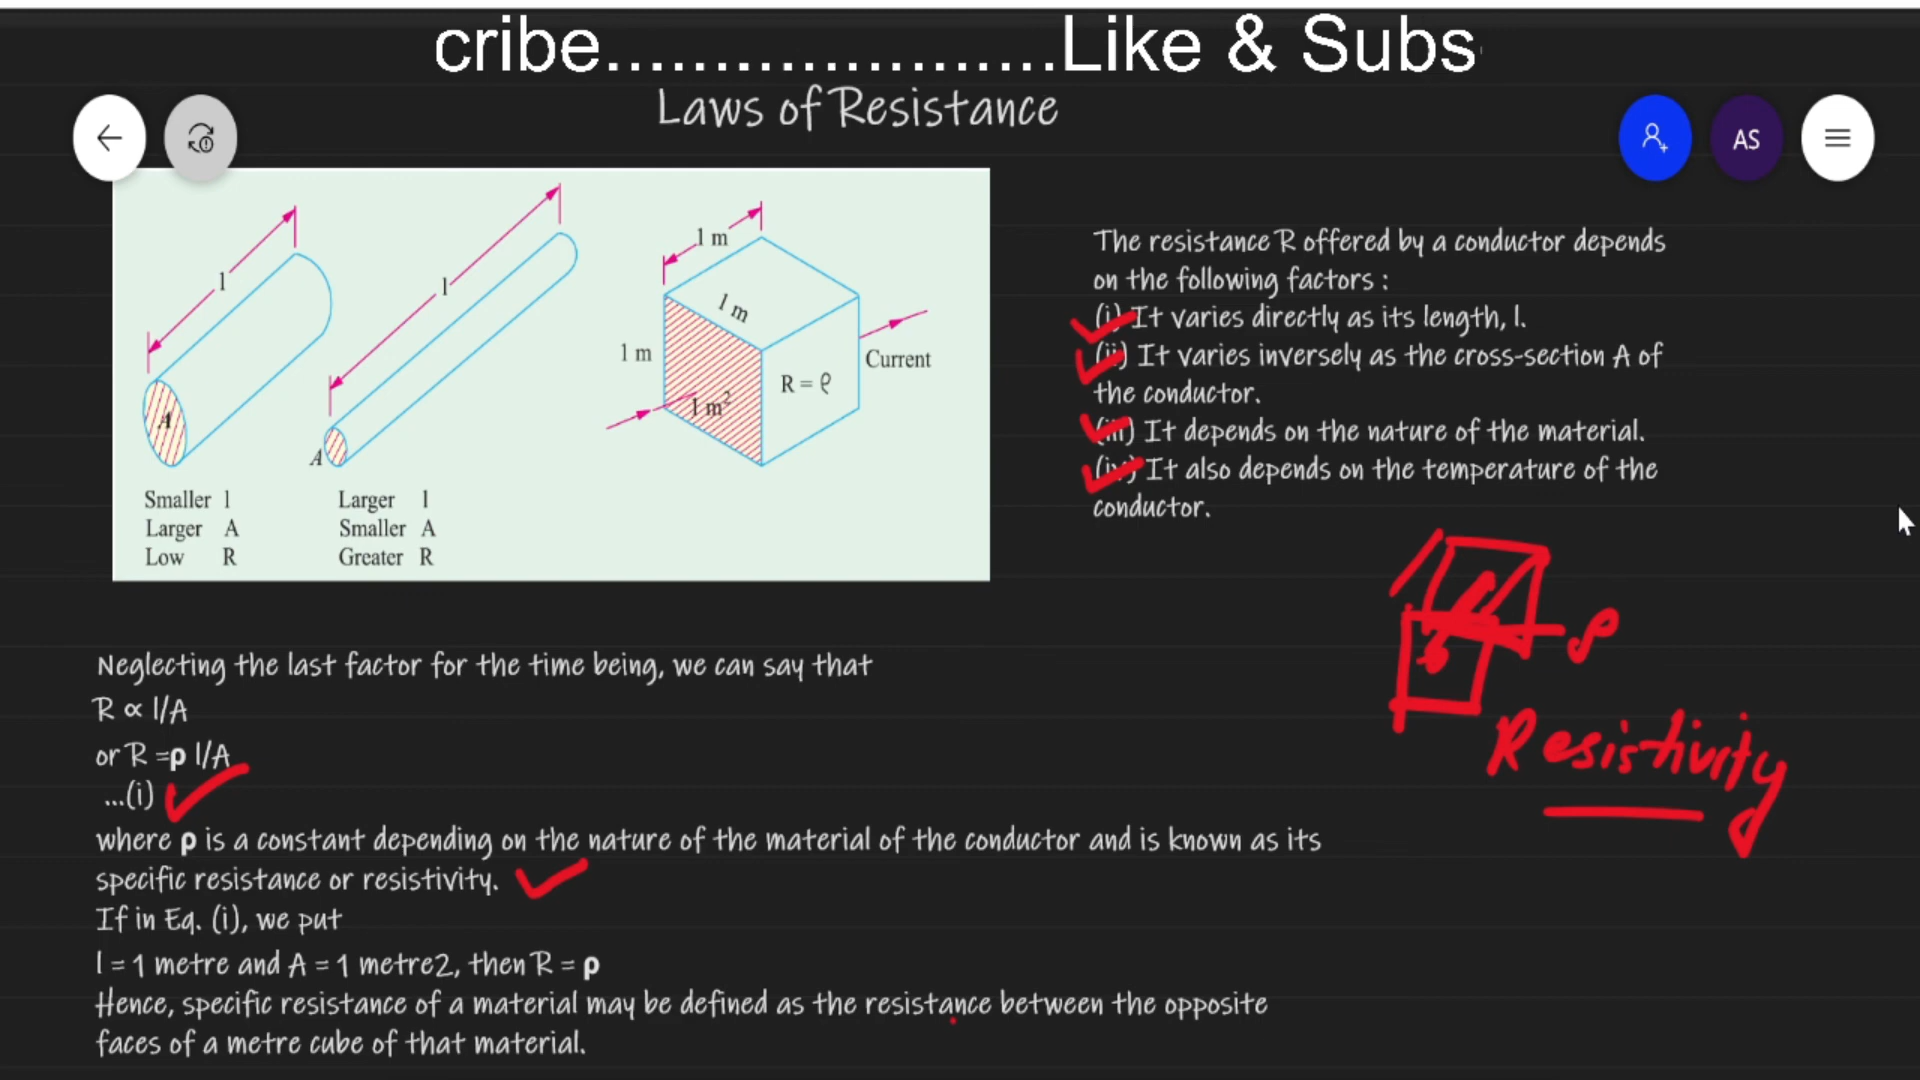 cribe....................Like & Subs
Laws of Resistance
AS
l
l
1 m
1 m
1 m
1 m²
R = ρ
Current
A
A
Smaller l
Larger A
Low R
Larger l
Smaller A
Greater R
The resistance R offered by a conductor depends
on the following factors :
(i) It varies directly as its length, l.
(ii) It varies inversely as the cross-section A of
the conductor.
(iii) It depends on the nature of the material.
(iv) It also depends on the temperature of the
conductor.
ρ
Resistivity
Neglecting the last factor for the time being, we can say that
R ∝ l/A
or R =ρ l/A
...(i)
where ρ is a constant depending on the nature of the material of the conductor and is known as its
specific resistance or resistivity.
If in Eq. (i), we put
l = 1 metre and A = 1 metre2, then R = ρ
Hence, specific resistance of a material may be defined as the resistance between the opposite
faces of a metre cube of that material.